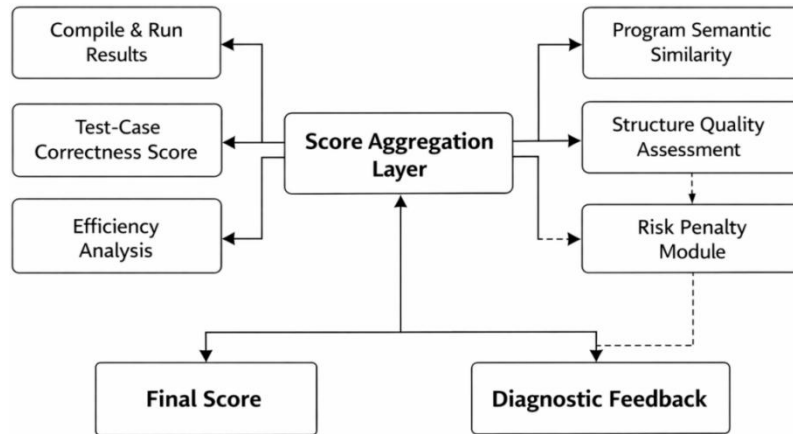 Compile & Run
Results
Program Semantic
Similarity
Test-Case
Correctness Score
Score Aggregation
Layer
Structure Quality
Assessment
Efficiency
Analysis
Risk Penalty
Module
Final Score
Diagnostic Feedback